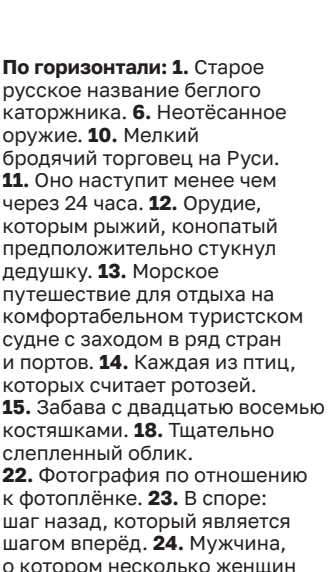 По горизонтали: 1. Старое
русское название беглого
каторжника. 6. Неотёсанное
оружие. 10. Мелкий
бродячий торговец на Руси.
11. Оно наступит менее чем
через 24 часа. 12. Орудие,
которым рыжий, конопатый
предположительно стукнул
дедушку. 13. Морское
путешествие для отдыха на
комфортабельном туристском
судне с заходом в ряд стран
и портов. 14. Каждая из птиц,
которых считает ротозей.
15. Забава с двадцатью восемью
костяшками. 18. Тщательно
слепленный облик.
22. Фотография по отношению
к фотоплёнке. 23. В споре:
шаг назад, который является
шагом вперёд. 24. Мужчина,
о котором несколько женщин